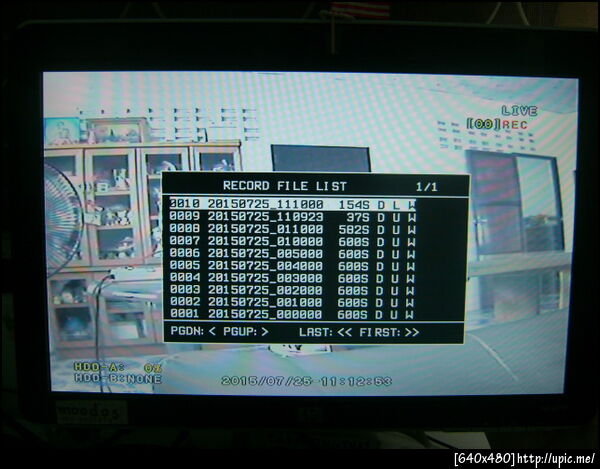 LIVE
[00]REC
RECORD FILE LIST 1/1
0010 20150725_111000 154S D L W
0009 20150725_110923 37S D U W
0008 20150725_011000 502S D U W
0007 20150725_010000 600S D U W
0006 20150725_005000 600S D U W
0005 20150725_004000 600S D U W
0004 20150725_003000 600S D U W
0003 20150725_002000 600S D U W
0002 20150725_001000 600S D U W
0001 20150725_000000 600S D U W
PGDN: < PGUP: > LAST: << FIRST: >>
HDD-A: 0%
HDD-B:NONE
2015/07/25 11:12:53
[640x480]http://upic.me/